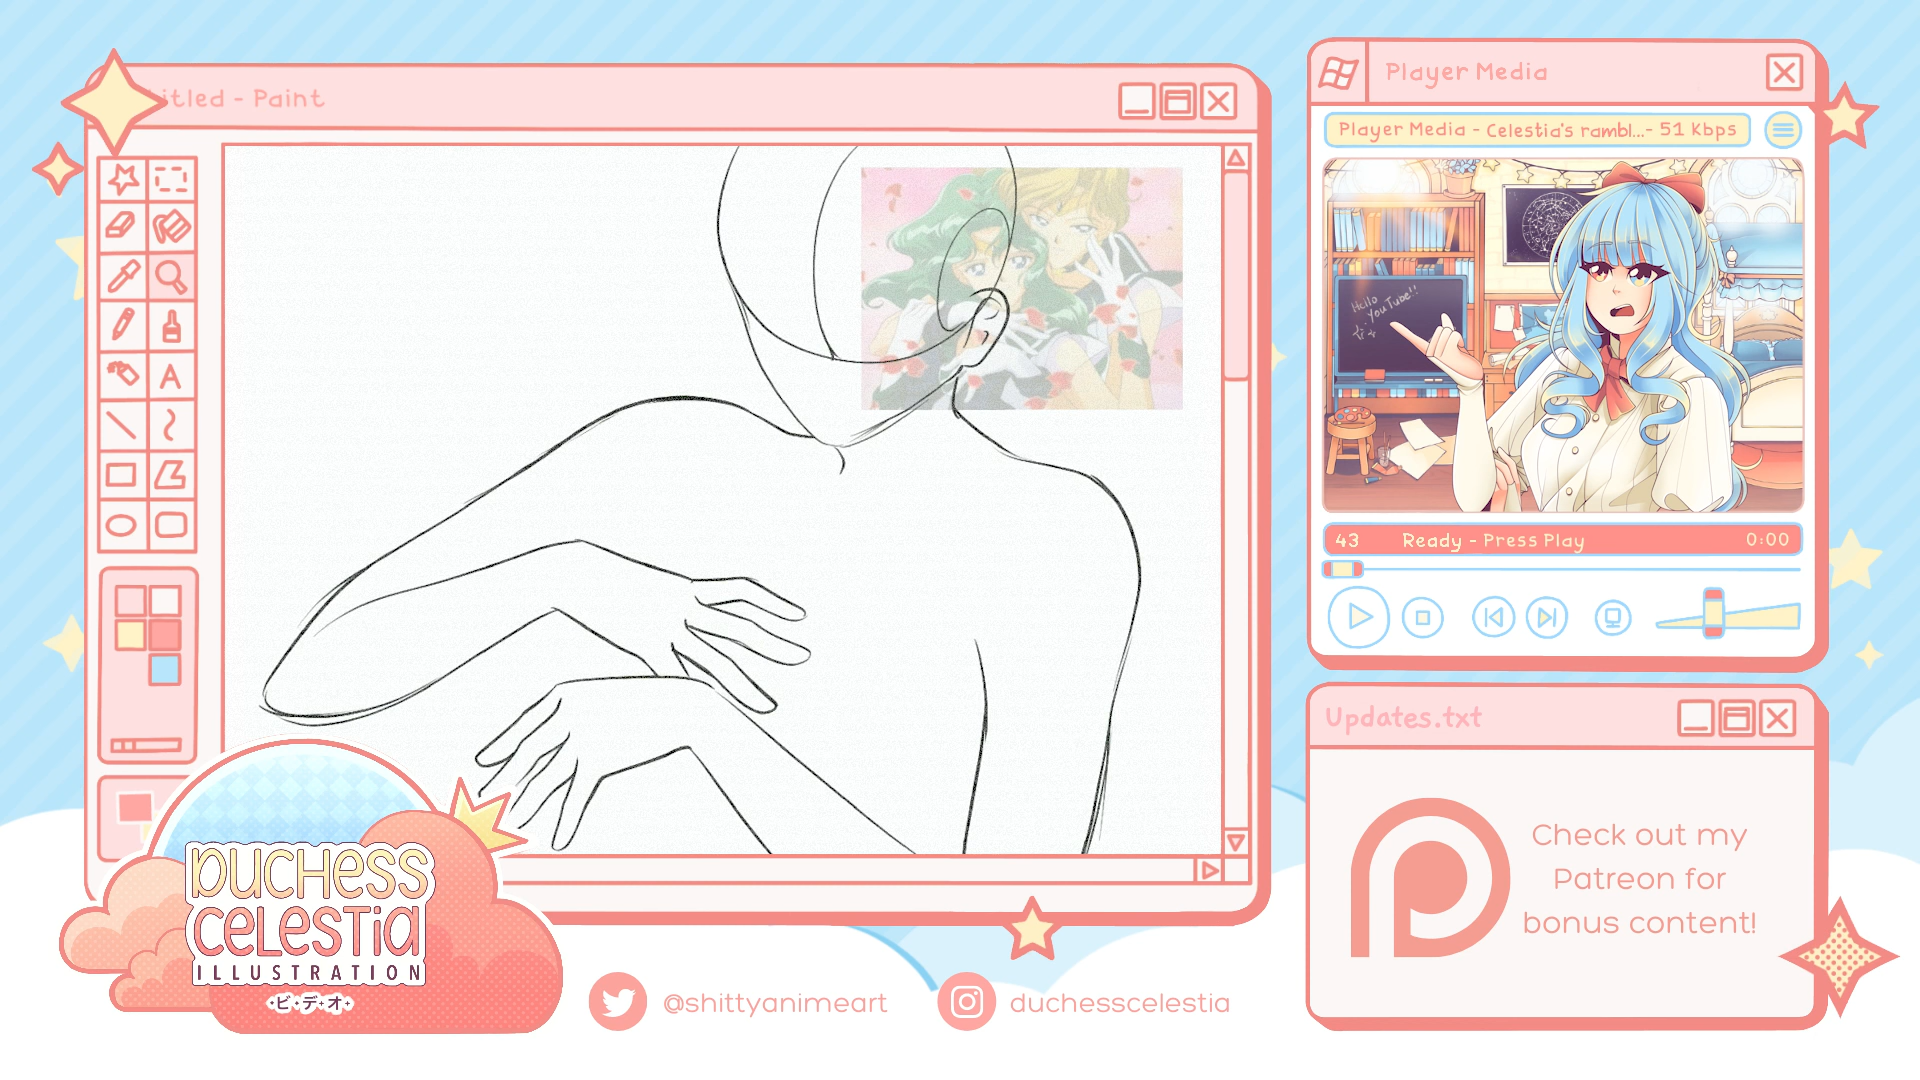 titled - Paint
Player Media
Player Media - Celestia's rambl...- 51 Kbps
Hello
YouTube!!
43 Ready - Press Play 0:00
A
Updates.txt
Check out my
Patreon for
bonus content!
DUCHESS
CELESTIA
ILLUSTRATION
・ビ・デ・オ・
@shittyanimeart
duchesscelestia